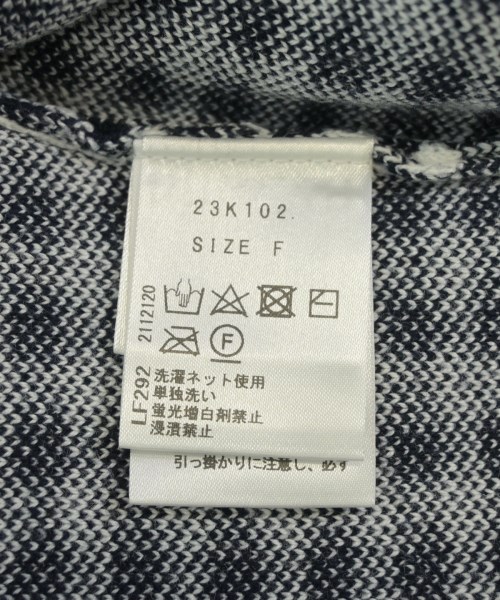 23K102.
SIZE F
F
LF292 2112120
洗濯ネット使用
単独洗い
蛍光増白剤禁止
浸漬禁止
引っ掛かりに注意し、必ず